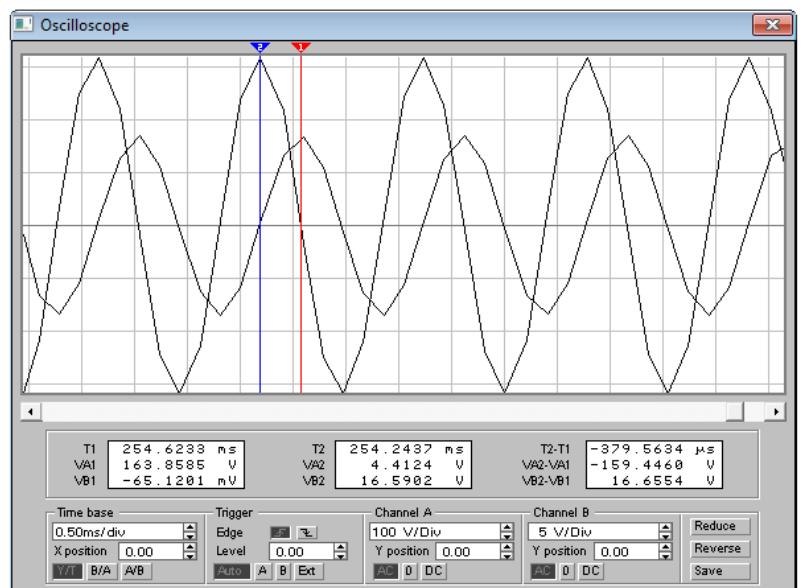 Oscilloscope
2 1
T1 254.6233 ms T2 254.2437 ms T2-T1 -379.5634 µs
VA1 163.8585 V VA2 4.4124 V VA2-VA1 -159.4460 V
VB1 -65.1201 mV VB2 16.5902 V VB2-VB1 16.6554 V
Time base Trigger Channel A Channel B
0.50ms/div Edge 100 V/Div 5 V/Div Reduce
X position 0.00 Level 0.00 Y position 0.00 Y position 0.00 Reverse
Y/T B/A A/B Auto A B Ext AC 0 DC AC 0 DC Save